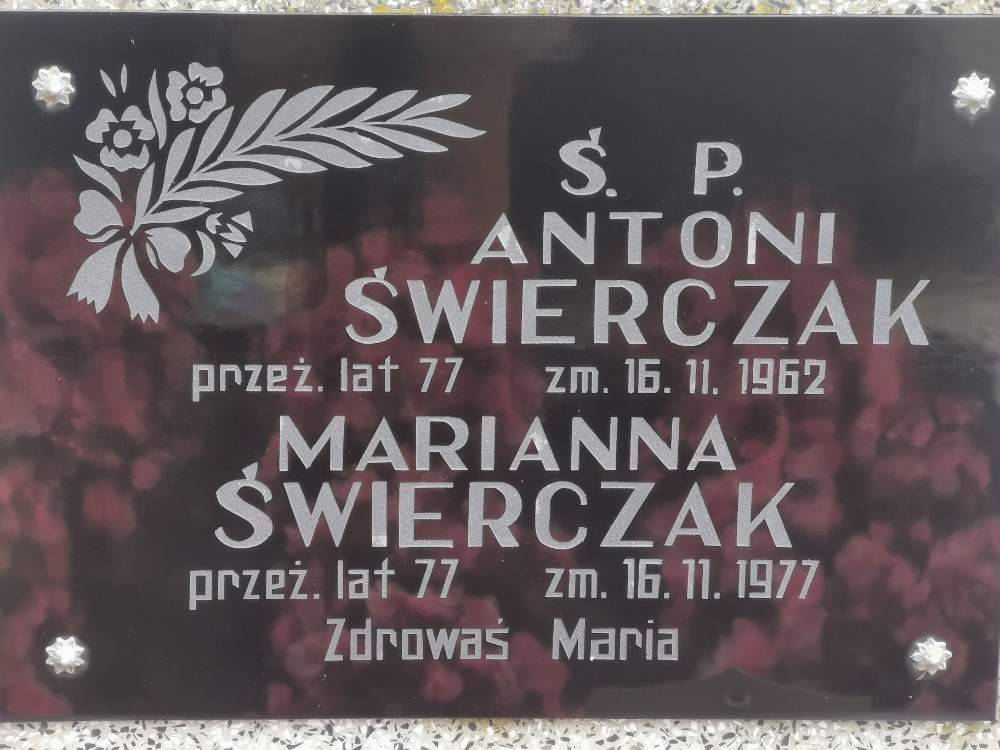 Ś. P.
ANTONI
ŚWIERCZAK
przeż. lat 77 zm. 16. 11. 1962
MARIANNA
ŚWIERCZAK
przeż. lat 77 zm. 16. 11. 1977
Zdrowaś Maria